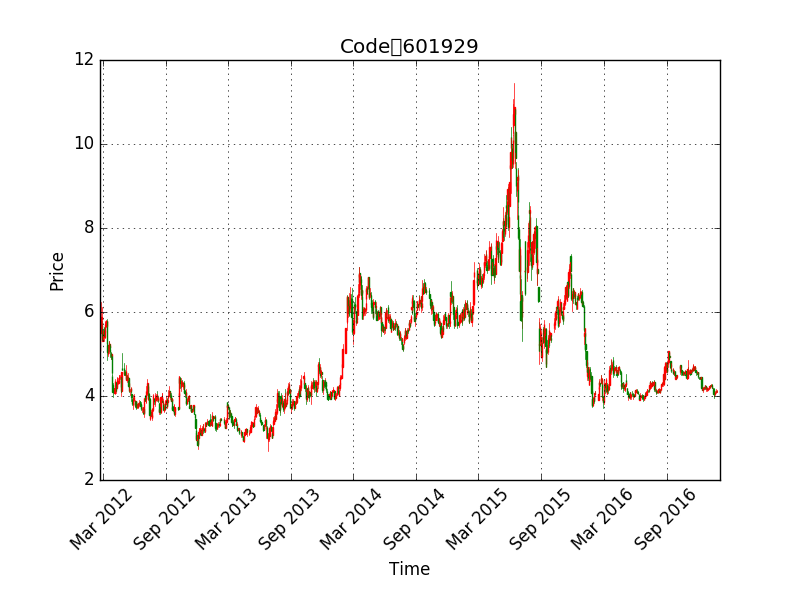 Code▯601929
12
10
8
6
4
2
Price
Mar 2012
Sep 2012
Mar 2013
Sep 2013
Mar 2014
Sep 2014
Mar 2015
Sep 2015
Mar 2016
Sep 2016
Time